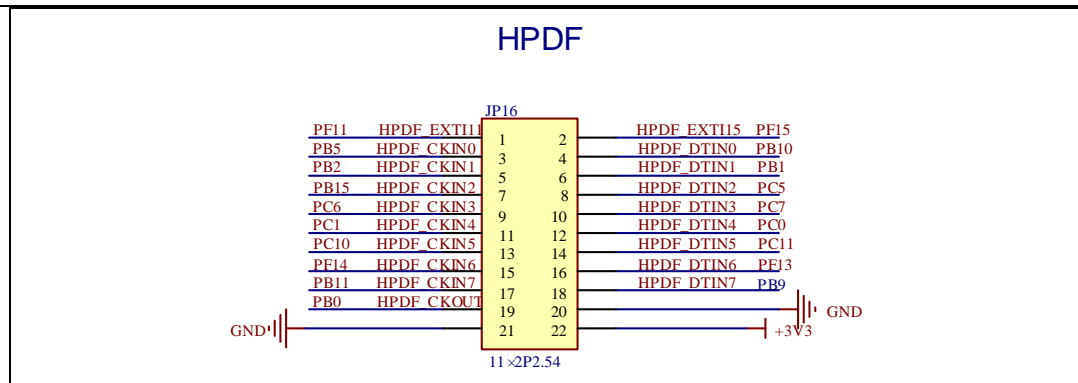 HPDF
JP16
PF11 HPDF_EXTI11 1 2 HPDF_EXTI15 PF15
PB5 HPDF_CKIN0 3 4 HPDF_DTIN0 PB10
PB2 HPDF_CKIN1 5 6 HPDF_DTIN1 PB1
PB15 HPDF_CKIN2 7 8 HPDF_DTIN2 PC5
PC6 HPDF_CKIN3 9 10 HPDF_DTIN3 PC7
PC1 HPDF_CKIN4 11 12 HPDF_DTIN4 PC0
PC10 HPDF_CKIN5 13 14 HPDF_DTIN5 PC11
PF14 HPDF_CKIN6 15 16 HPDF_DTIN6 PF13
PB11 HPDF_CKIN7 17 18 HPDF_DTIN7 PB9
PB0 HPDF_CKOUT 19 20 GND
GND 21 22 +3V3
11×2P2.54